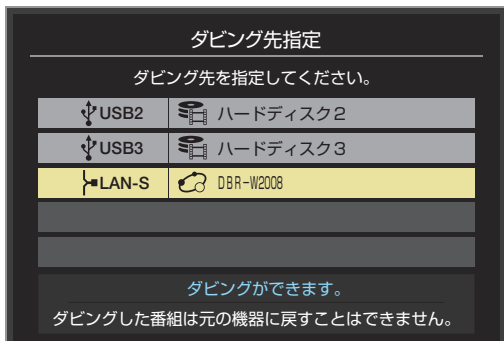 ダビング先指定
ダビング先を指定してください。
USB2 ハードディスク2
USB3 ハードディスク3
LAN-S DBR-W2008
ダビングができます。
ダビングした番組は元の機器に戻すことはできません。